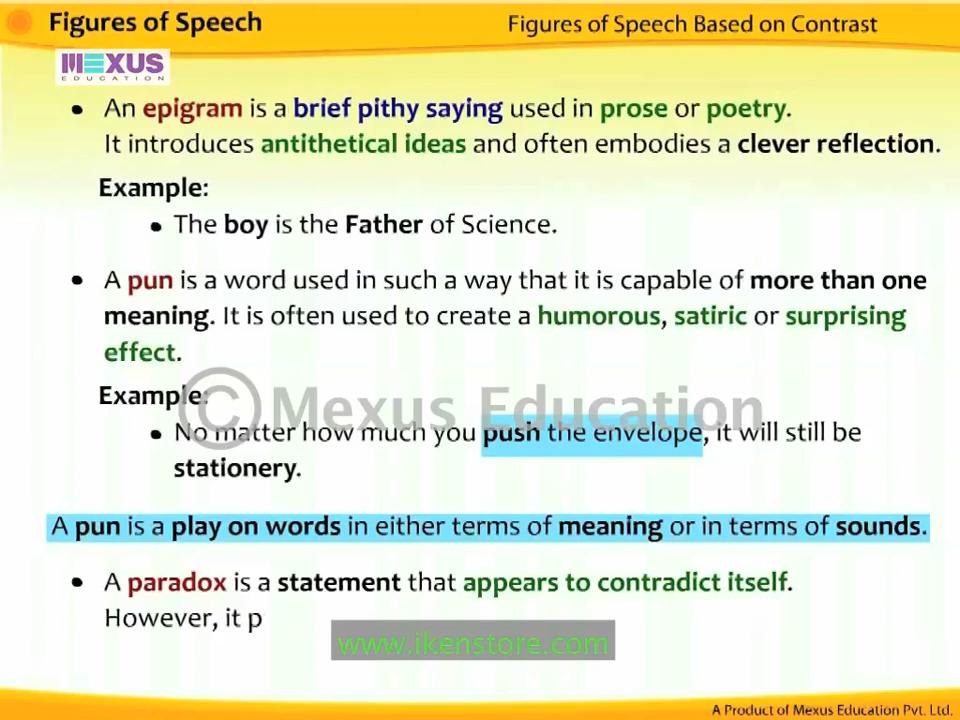 Figures of Speech
Figures of Speech Based on Contrast
MEXUS
EDUCATION
• An epigram is a brief pithy saying used in prose or poetry.
It introduces antithetical ideas and often embodies a clever reflection.
Example:
• The boy is the Father of Science.
• A pun is a word used in such a way that it is capable of more than one
meaning. It is often used to create a humorous, satiric or surprising
effect.
Example:
© Mexus Education
• No matter how much you push the envelope, it will still be
stationery.
A pun is a play on words in either terms of meaning or in terms of sounds.
• A paradox is a statement that appears to contradict itself.
However, it p
www.ikenstore.com
A Product of Mexus Education Pvt. Ltd.